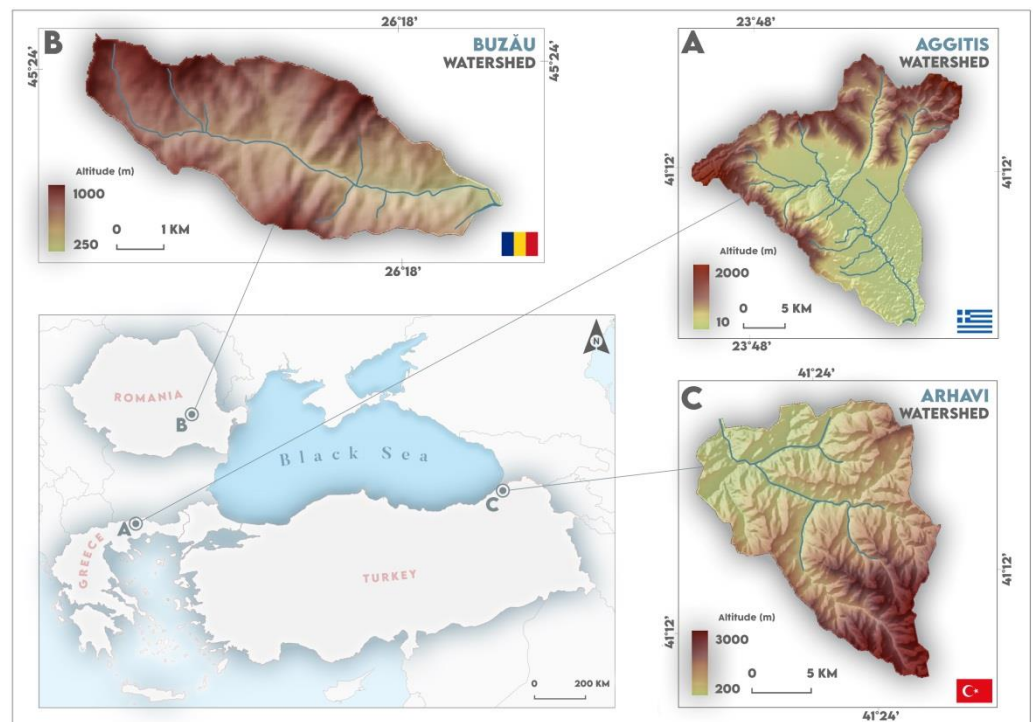 B
26°18'
BUZĂU
WATERSHED
45°24'
45°24'
Altitude (m)
1000
250
0 1 KM
26°18'
23°48'
A
AGGITIS
WATERSHED
41°12'
41°12'
Altitude (m)
2000
10
0 5 KM
23°48'
N
ROMANIA
B
Black Sea
A
C
GREECE
TURKEY
0 200 KM
41°24'
C
ARHAVI
WATERSHED
41°12'
41°12'
Altitude (m)
3000
200
0 5 KM
41°24'